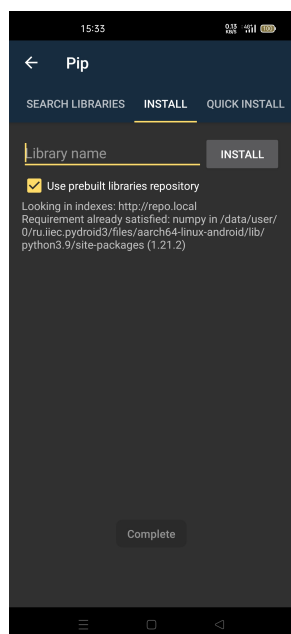 15:33
0.13 KB/S 4G 100
Pip
SEARCH LIBRARIES INSTALL QUICK INSTALL
Library name INSTALL
Use prebuilt libraries repository
Looking in indexes: http://repo.local
Requirement already satisfied: numpy in /data/user/
0/ru.iiec.pydroid3/files/aarch64-linux-android/lib/
python3.9/site-packages (1.21.2)
Complete